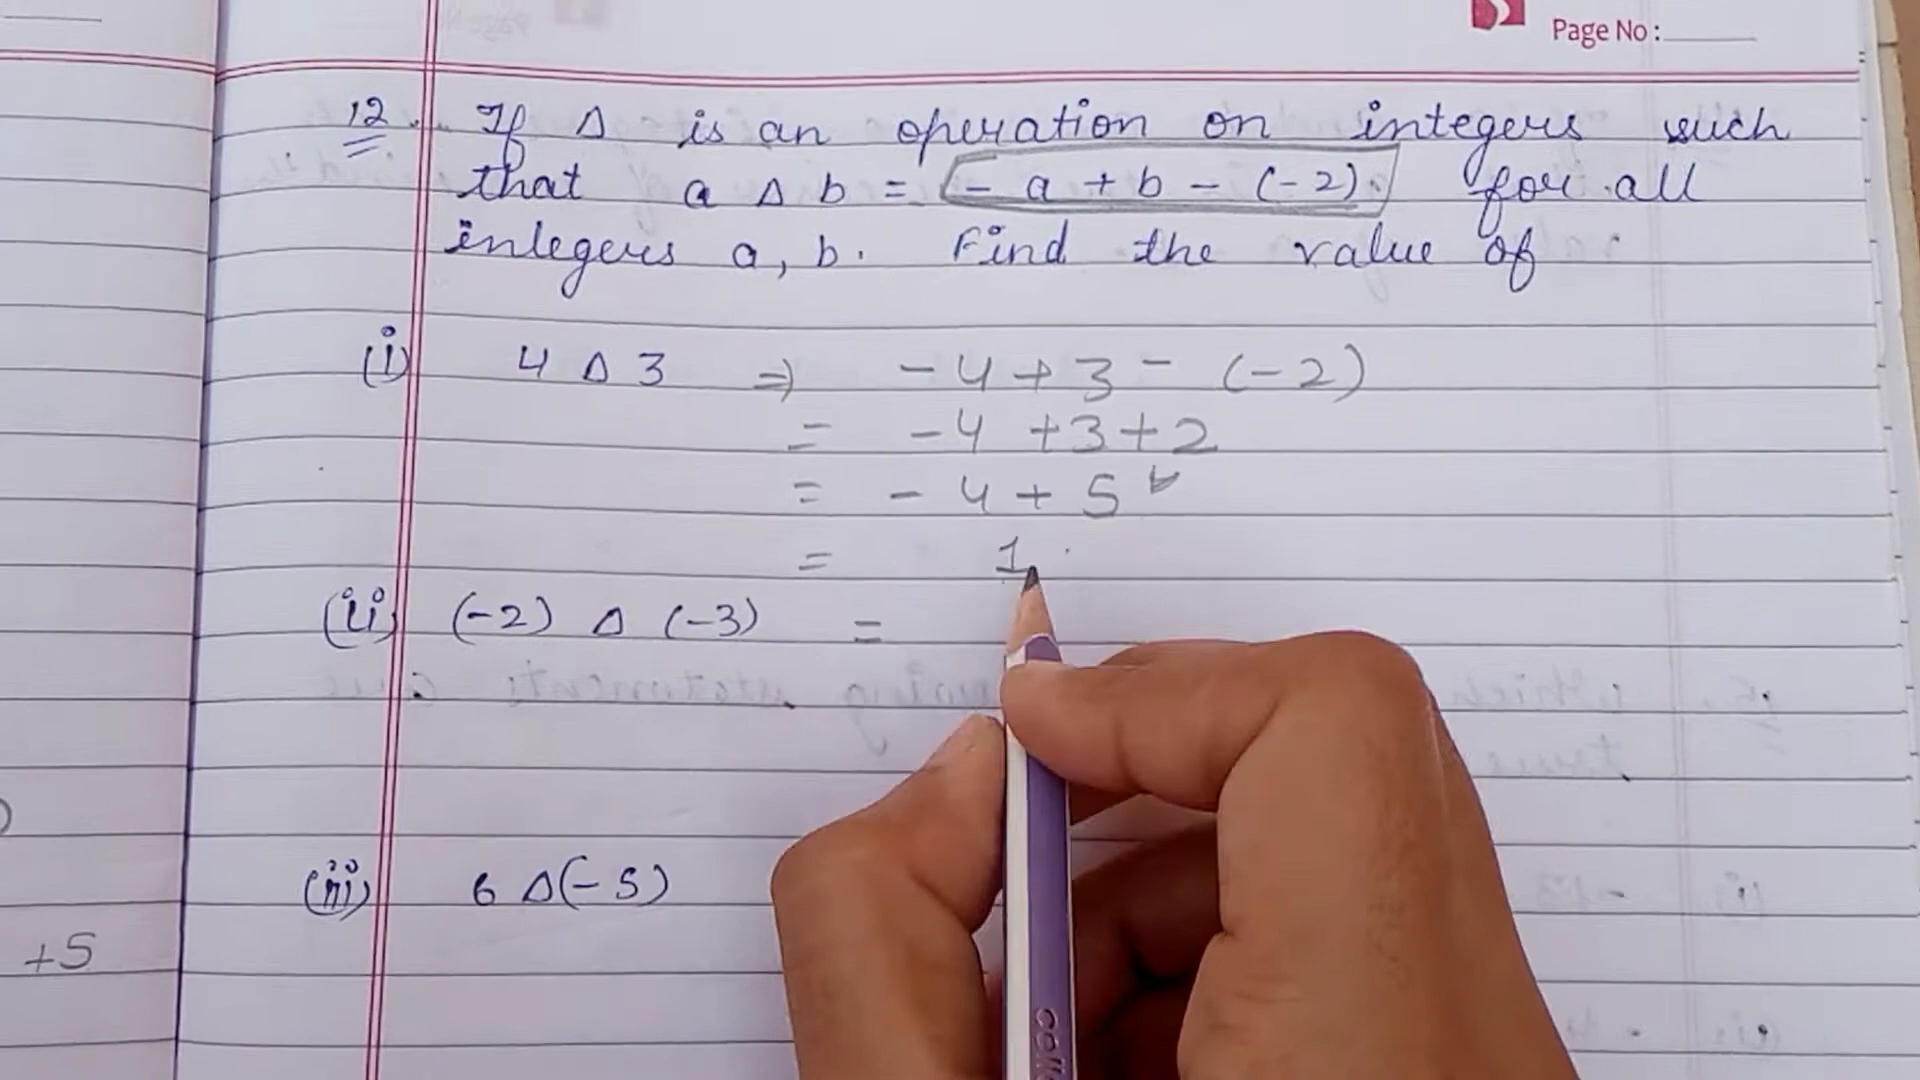 Page No :
12. If Δ is an operation on integers such
that a Δ b = - a + b - (-2). for all
integers a, b. Find the value of
(i) 4 Δ 3 ⇒ - 4 + 3 - (-2)
= - 4 + 3 + 2
= - 4 + 5
= 1
(ii) (-2) Δ (-3) =
(iii) 6 Δ (- 5)
+5